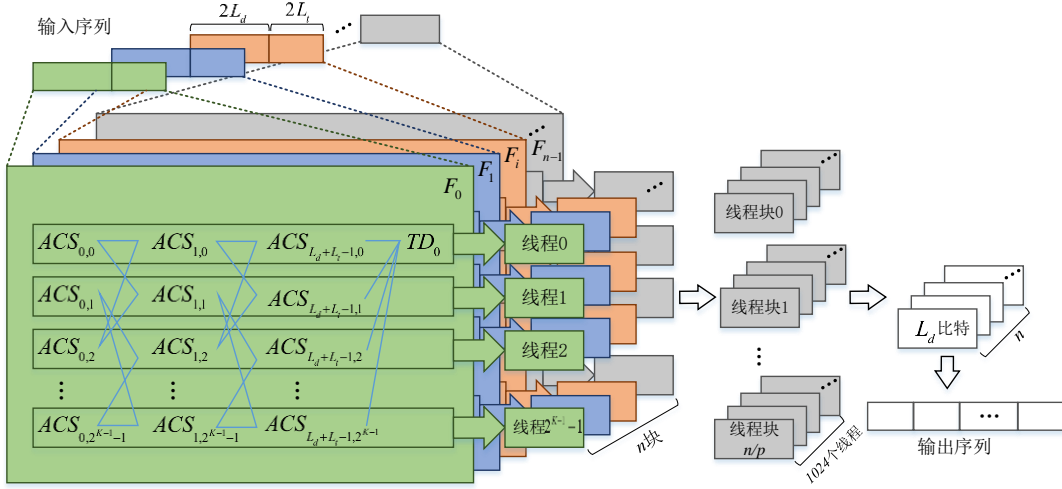 输入序列
2L_d 2L_t ...
...
F_{n-1}
F_i
F_1
F_0
ACS_{0,0} ACS_{1,0} ACS_{L_d+L_t-1,0} TD_0 线程0
ACS_{0,1} ACS_{1,1} ACS_{L_d+L_t-1,1} 线程1
ACS_{0,2} ACS_{1,2} ACS_{L_d+L_t-1,2} 线程2
⋮ ⋮ ⋮
ACS_{0,2^{K-1}-1} ACS_{1,2^{K-1}-1} ACS_{L_d+L_t-1,2^{K-1}} 线程2^{K-1}-1
...
n块
...
线程块0
...
线程块1
⋮
...
线程块
n/p
1024个线程
...
L_d比特
n
...
输出序列